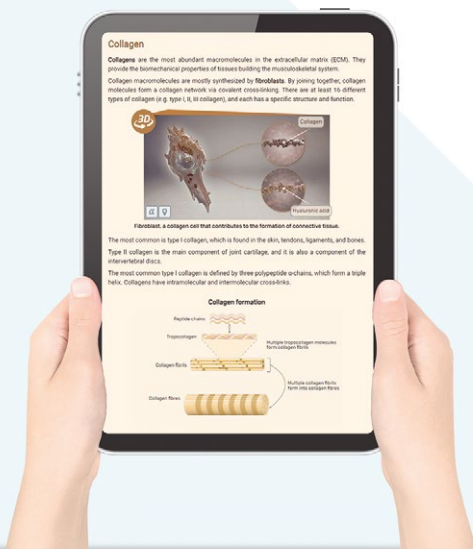 Collagen
Collagens are the most abundant macromolecules in the extracellular matrix (ECM). They
provide the biomechanical properties of tissues building the musculoskeletal system.
Collagen macromolecules are mostly synthesized by fibroblasts. By joining together, collagen
molecules form a collagen network via covalent cross-linking. There are at least 16 different
types of collagen (e.g. type I, II, III collagen), and each has a specific structure and function.
3D
Collagen
Hyaluronic acid
Fibroblast, a collagen cell that contributes to the formation of connective tissue.
The most common is type I collagen, which is found in the skin, tendons, ligaments, and bones.
Type II collagen is the main component of joint cartilage, and it is also a component of the
intervertebral discs.
The most common type I collagen is defined by three polypeptide α-chains, which form a triple
helix. Collagens have intramolecular and intermolecular cross-links.
Collagen formation
Peptide chains
Tropocollagen
Multiple tropocollagen molecules
form collagen fibrils
Collagen fibrils
Multiple collagen fibrils
form into collagen fibres
Collagen fibres